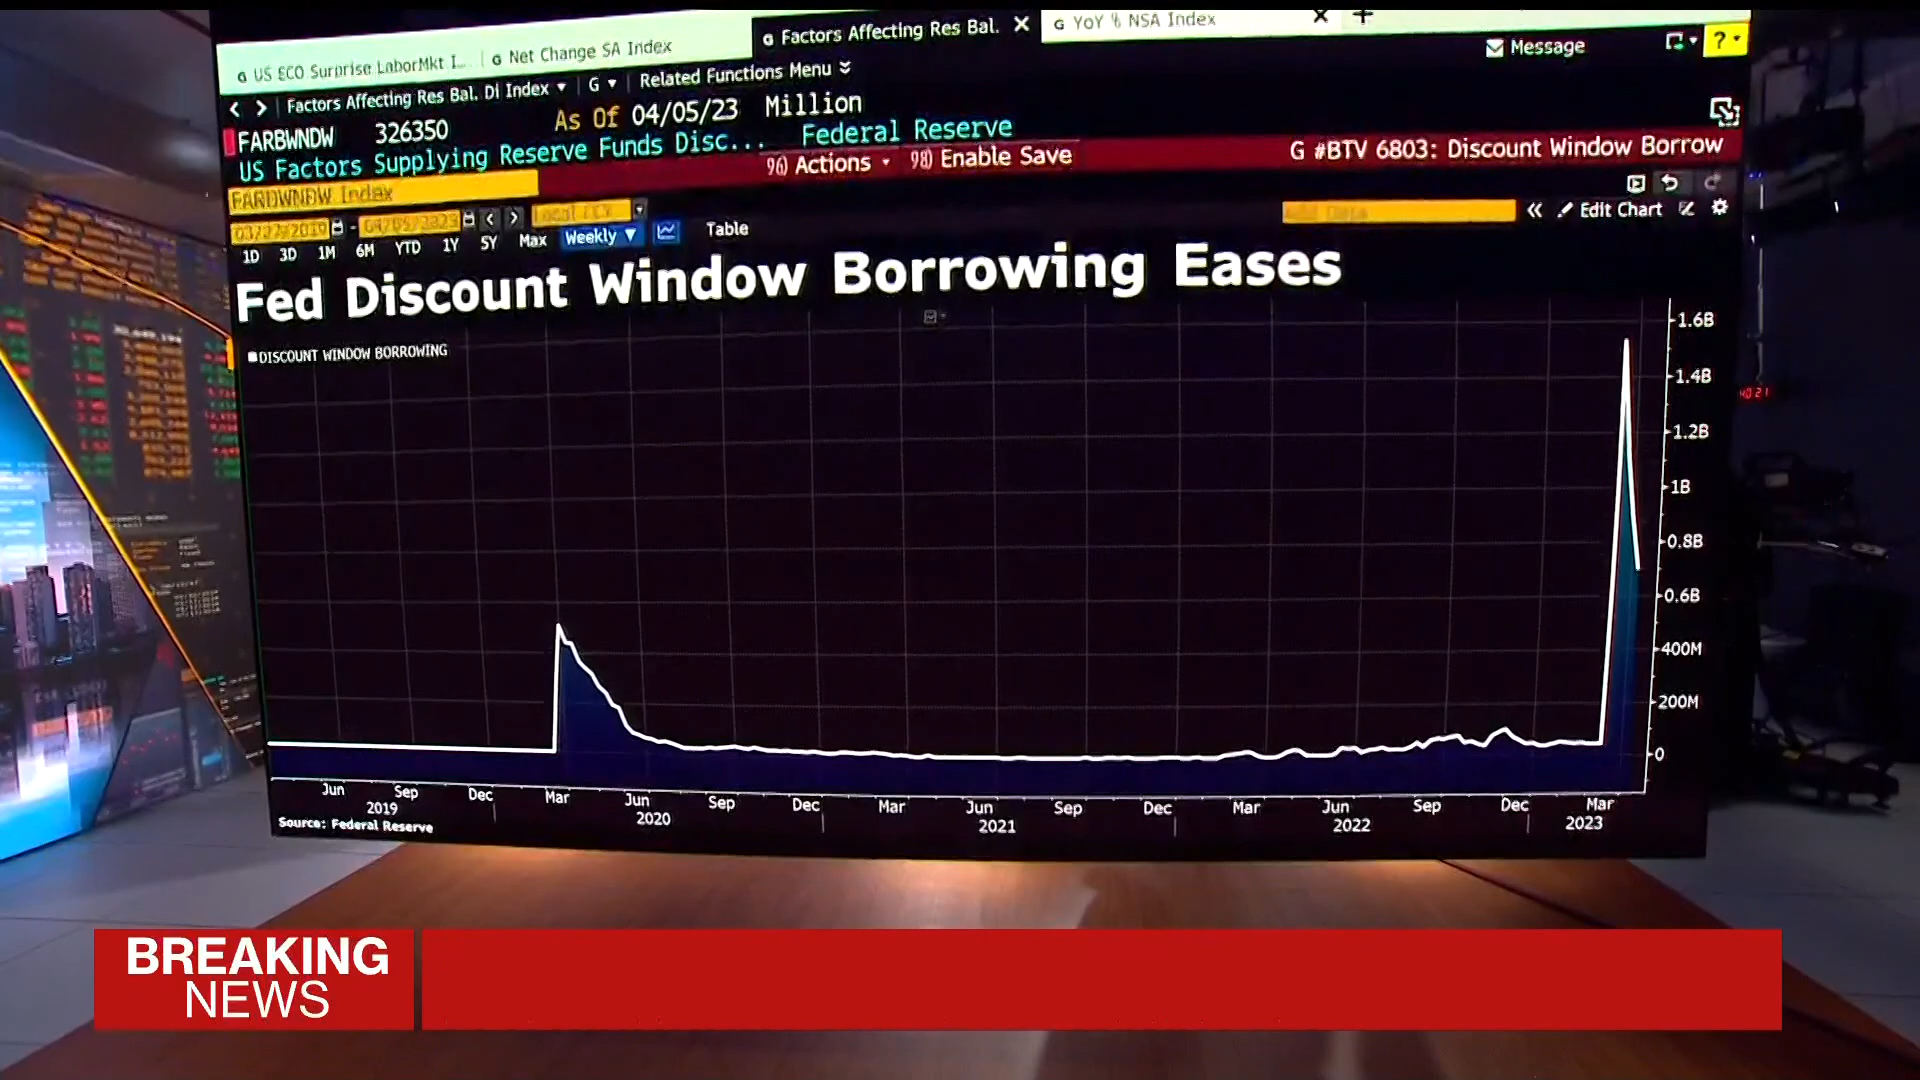 G US ECO Surprise LaborMkt I... G Net Change SA Index G Factors Affecting Res Bal. X G YoY % NSA Index X +
< > Factors Affecting Res Bal. Di Index G Related Functions Menu Message ?
FARBWNDW 326350 As Of 04/05/23 Million
US Factors Supplying Reserve Funds Disc... Federal Reserve
96) Actions 98) Enable Save G #BTV 6803: Discount Window Borrow
Index
« Edit Chart
1D 3D 1M 6M YTD 1Y 5Y Max Weekly ▼ Table
Fed Discount Window Borrowing Eases
DISCOUNT WINDOW BORROWING
1.6B
1.4B
1.2B
1B
0.8B
0.6B
400M
200M
0
Jun Sep Dec Mar Jun Sep Dec Mar Jun Sep Dec Mar Jun Sep Dec Mar
2019 2020 2021 2022 2023
Source: Federal Reserve
BREAKING
NEWS